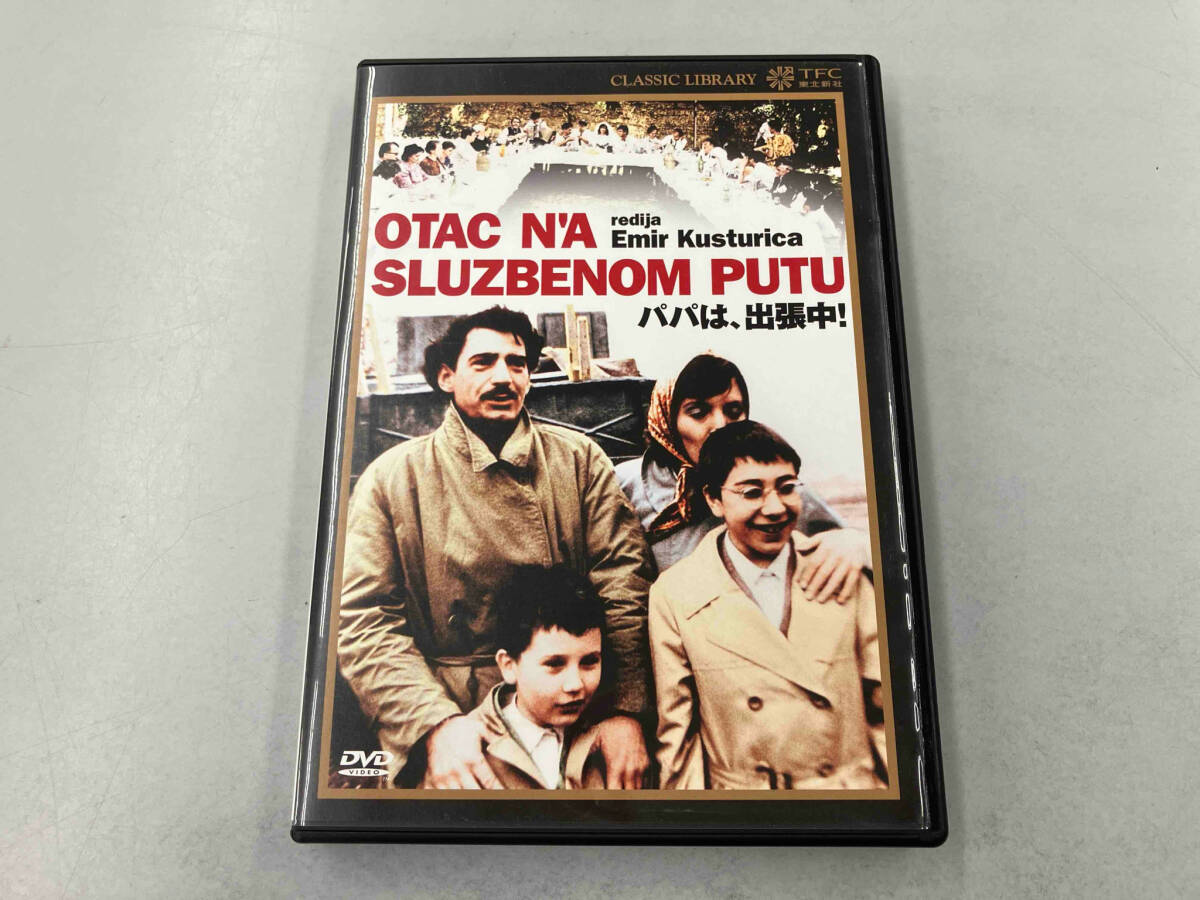 CLASSIC LIBRARY TFC
東北新社
OTAC N'A
redija
Emir Kusturica
SLUZBENOM PUTU
パパは、出張中!
DVD
VIDEO